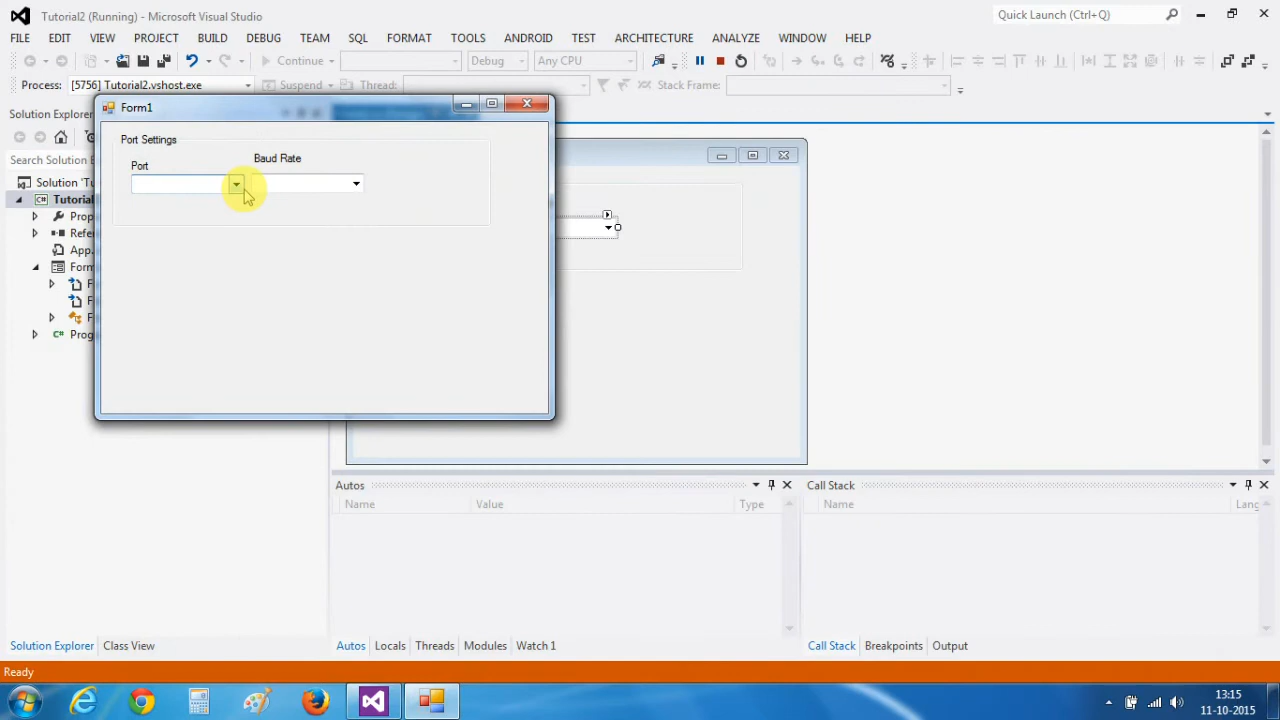 Tutorial2 (Running) - Microsoft Visual Studio
Quick Launch (Ctrl+Q)
FILE EDIT VIEW PROJECT BUILD DEBUG TEAM SQL FORMAT TOOLS ANDROID TEST ARCHITECTURE ANALYZE WINDOW HELP
Continue Debug Any CPU
Process: [5756] Tutorial2.vshost.exe Suspend Thread: Stack Frame:
Solution Explorer
Form1
Port Settings
Baud Rate
Port
Search Solution E
Solution 'Tu
Tutorial
C#
Prop
Refere
App.
Form
F
F
F
C# Prog
Autos
Name Value Type
Call Stack
Name Lang
Solution Explorer Class View
Autos Locals Threads Modules Watch 1
Call Stack Breakpoints Output
Ready
13:15
11-10-2015